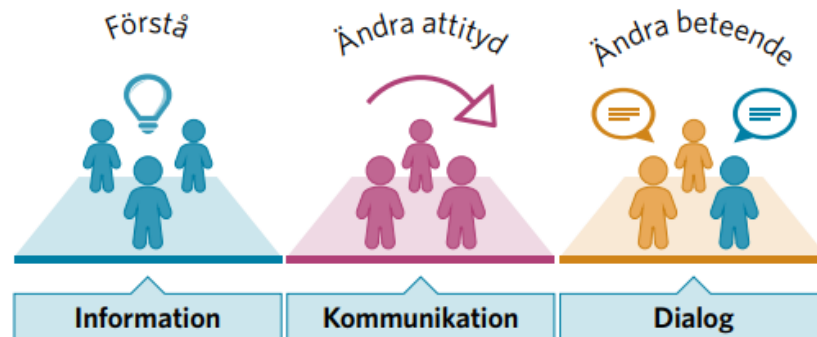 Förstå
Ändra attityd
Ändra beteende
Information
Kommunikation
Dialog